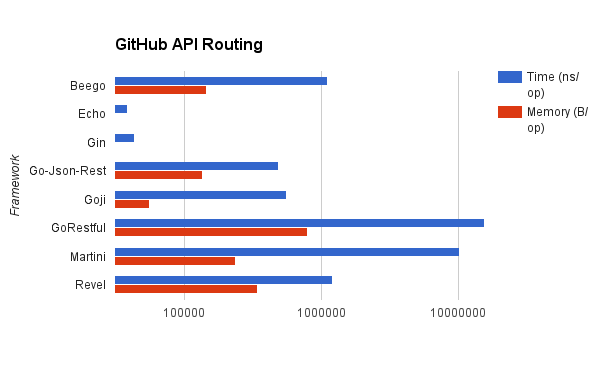 GitHub API Routing
Time (ns/
op)
Memory (B/
op)
Framework
Beego
Echo
Gin
Go-Json-Rest
Goji
GoRestful
Martini
Revel
100000
1000000
10000000